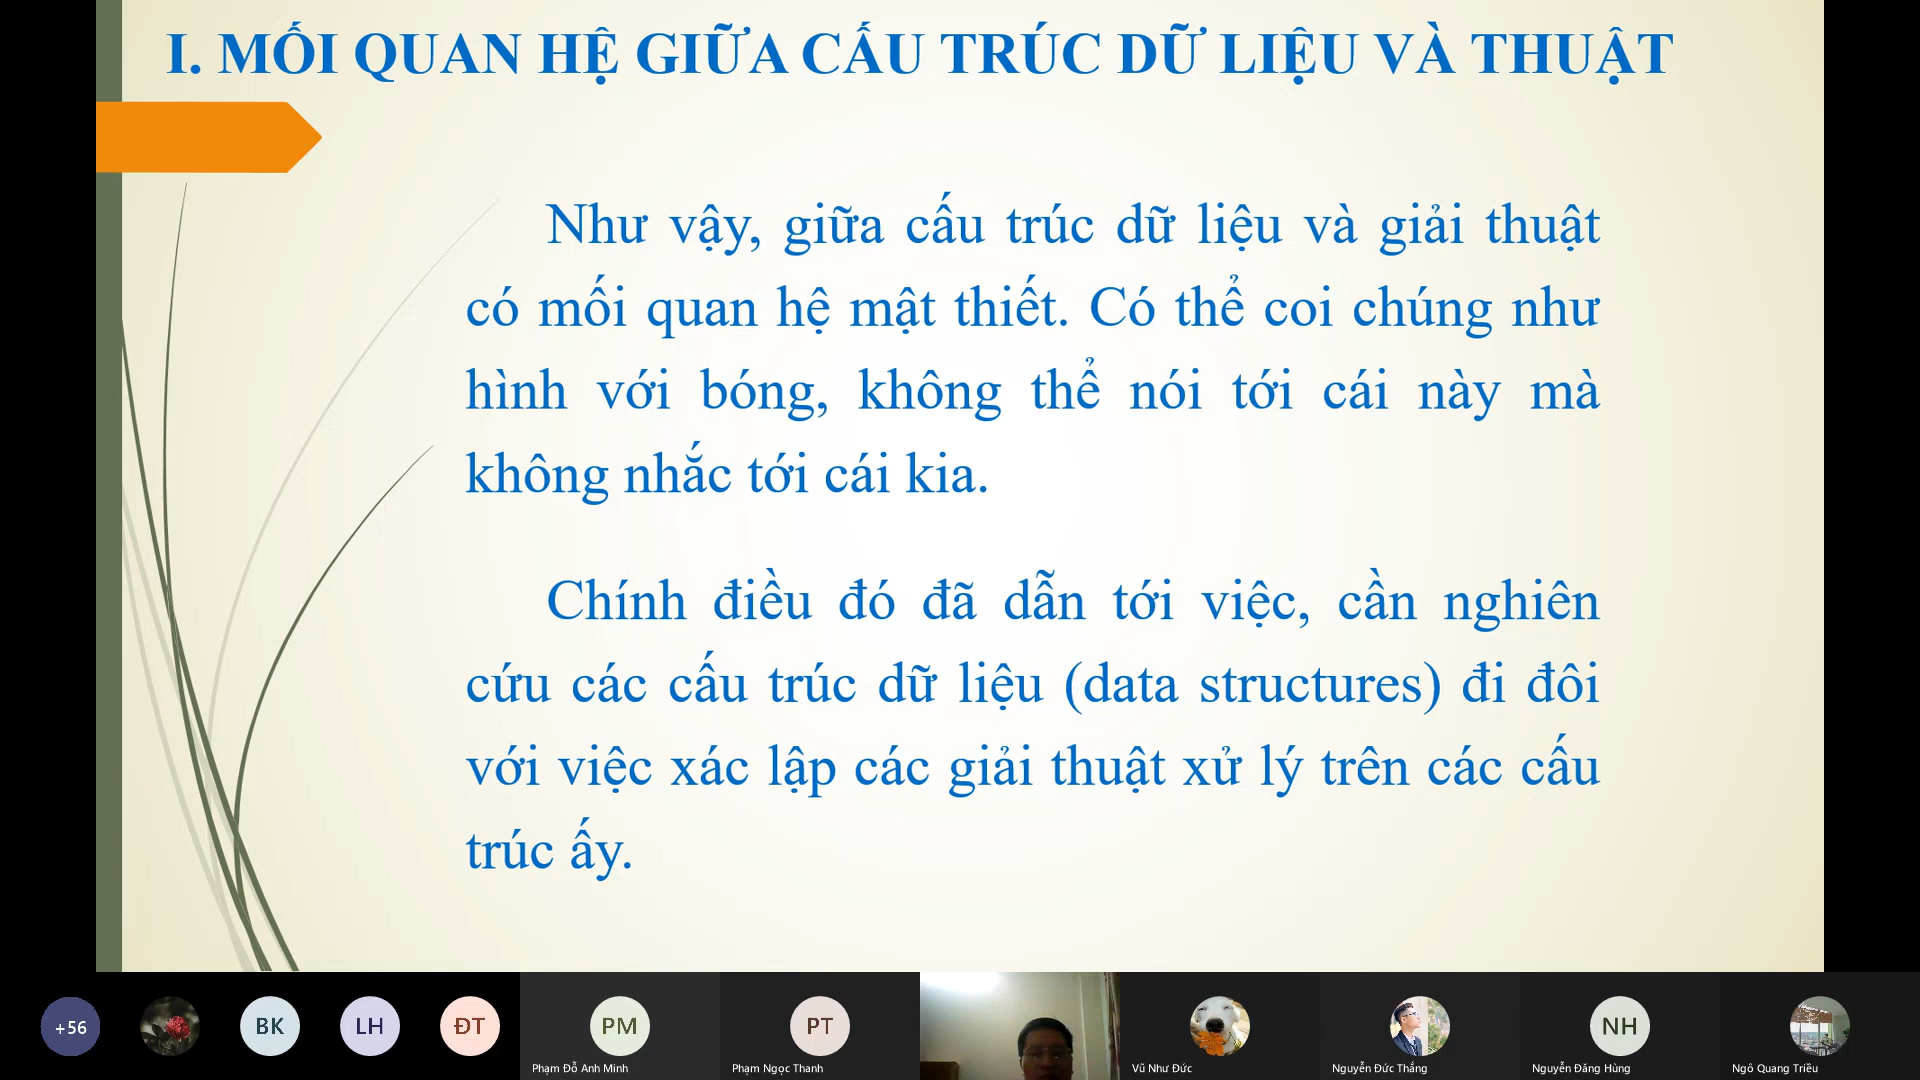 I. MỐI QUAN HỆ GIỮA CẤU TRÚC DỮ LIỆU VÀ THUẬT
Như vậy, giữa cấu trúc dữ liệu và giải thuật
có mối quan hệ mật thiết. Có thể coi chúng như
hình với bóng, không thể nói tới cái này mà
không nhắc tới cái kia.
Chính điều đó đã dẫn tới việc, cần nghiên
cứu các cấu trúc dữ liệu (data structures) đi đôi
với việc xác lập các giải thuật xử lý trên các cấu
trúc ấy.
+56
BK
LH
ĐT
PM
PT
NH
Phạm Đỗ Anh Minh
Phạm Ngọc Thanh
Vũ Như Đức
Nguyễn Đức Thắng
Nguyễn Đăng Hùng
Ngô Quang Triều